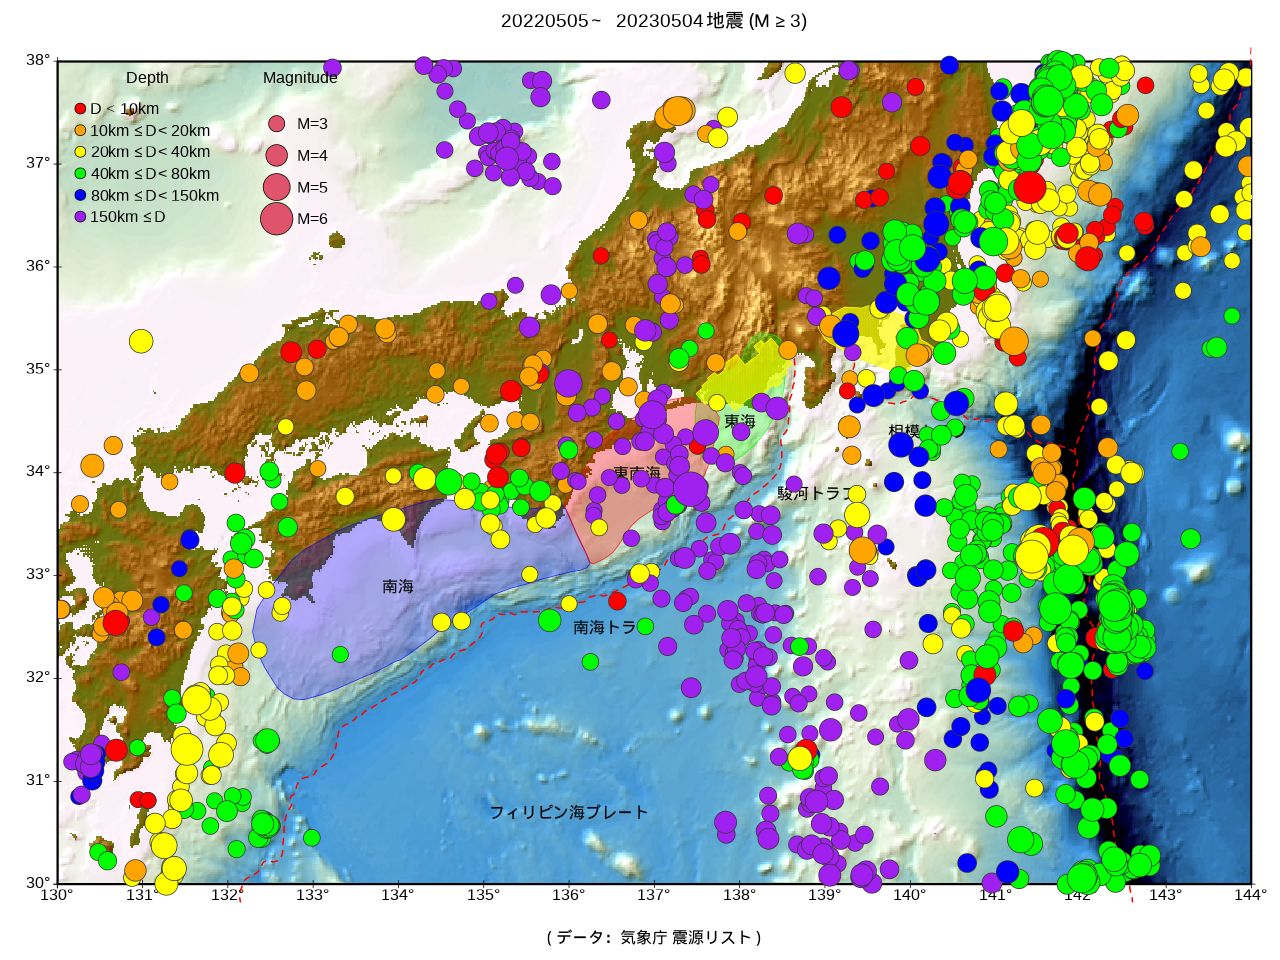 20220505~ 20230504地震 (M ≥ 3)
38°
Depth
Magnitude
D < 10km
10km ≤ D< 20km
20km ≤ D< 40km
40km ≤ D< 80km
80km ≤ D< 150km
150km ≤ D
M=3
M=4
M=5
M=6
37°
36°
35°
34°
33°
32°
31°
30°
東海
相模
東南海
駿河トラフ
南海
南海トラ
フィリピン海プレート
130°
131°
132°
133°
134°
135°
136°
137°
138°
139°
140°
141°
142°
143°
144°
( データ: 気象庁 震源リスト )